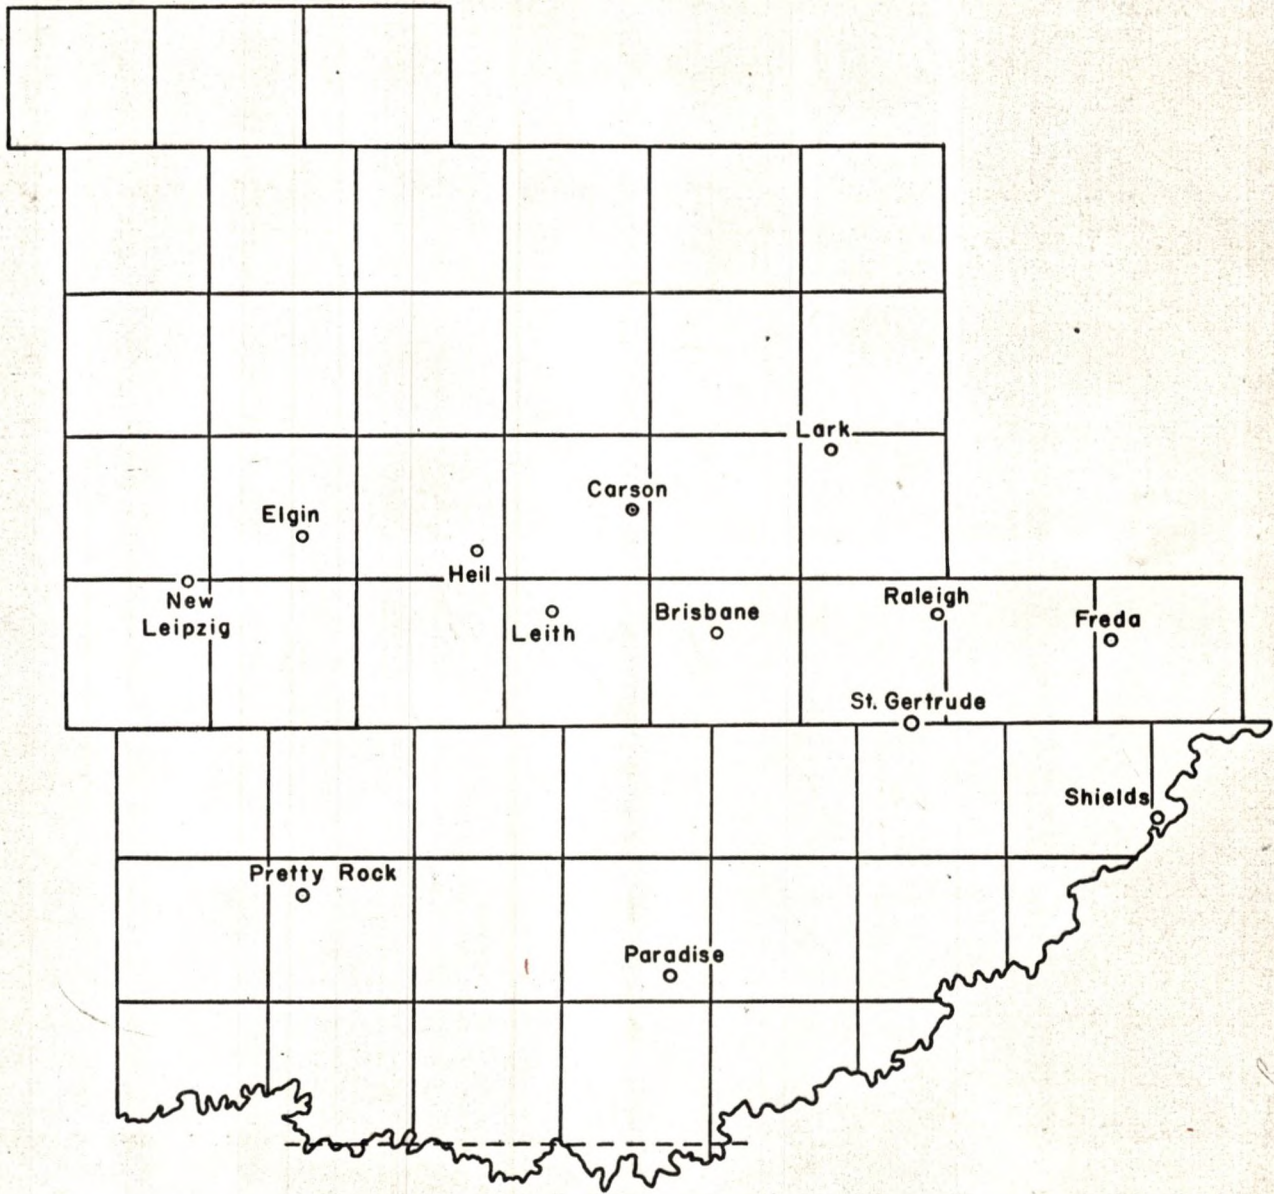 Lark
Carson
Elgin
Heil
New
Leipzig
Leith
Brisbane
Raleigh
Freda
St. Gertrude
Shields
Pretty Rock
Paradise